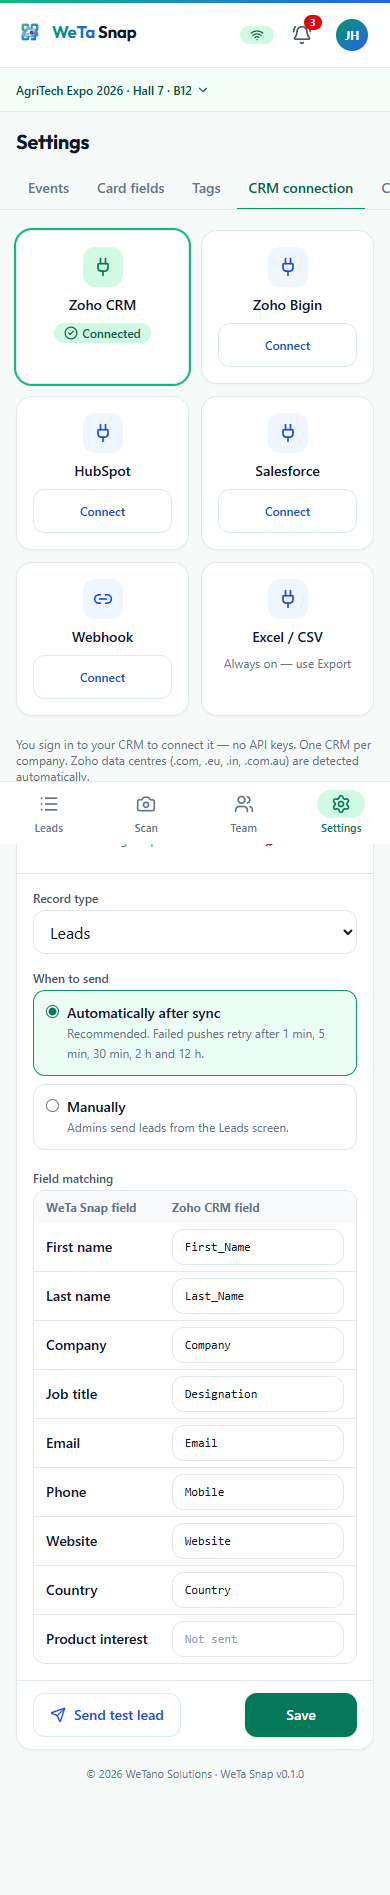 WeTa Snap
3
JH
AgriTech Expo 2026 · Hall 7 · B12
Settings
Events Card fields Tags CRM connection C
Zoho CRM
Connected
Zoho Bigin
Connect
HubSpot
Connect
Salesforce
Connect
Webhook
Connect
Excel / CSV
Always on — use Export
You sign in to your CRM to connect it — no API keys. One CRM per
company. Zoho data centres (.com, .eu, .in, .com.au) are detected
automatically.
Leads Scan Team Settings
Record type
Leads
When to send
Automatically after sync
Recommended. Failed pushes retry after 1 min, 5
min, 30 min, 2 h and 12 h.
Manually
Admins send leads from the Leads screen.
Field matching
WeTa Snap field Zoho CRM field
First name First_Name
Last name Last_Name
Company Company
Job title Designation
Email Email
Phone Mobile
Website Website
Country Country
Product interest Not sent
Send test lead Save
© 2026 WeTano Solutions · WeTa Snap v0.1.0